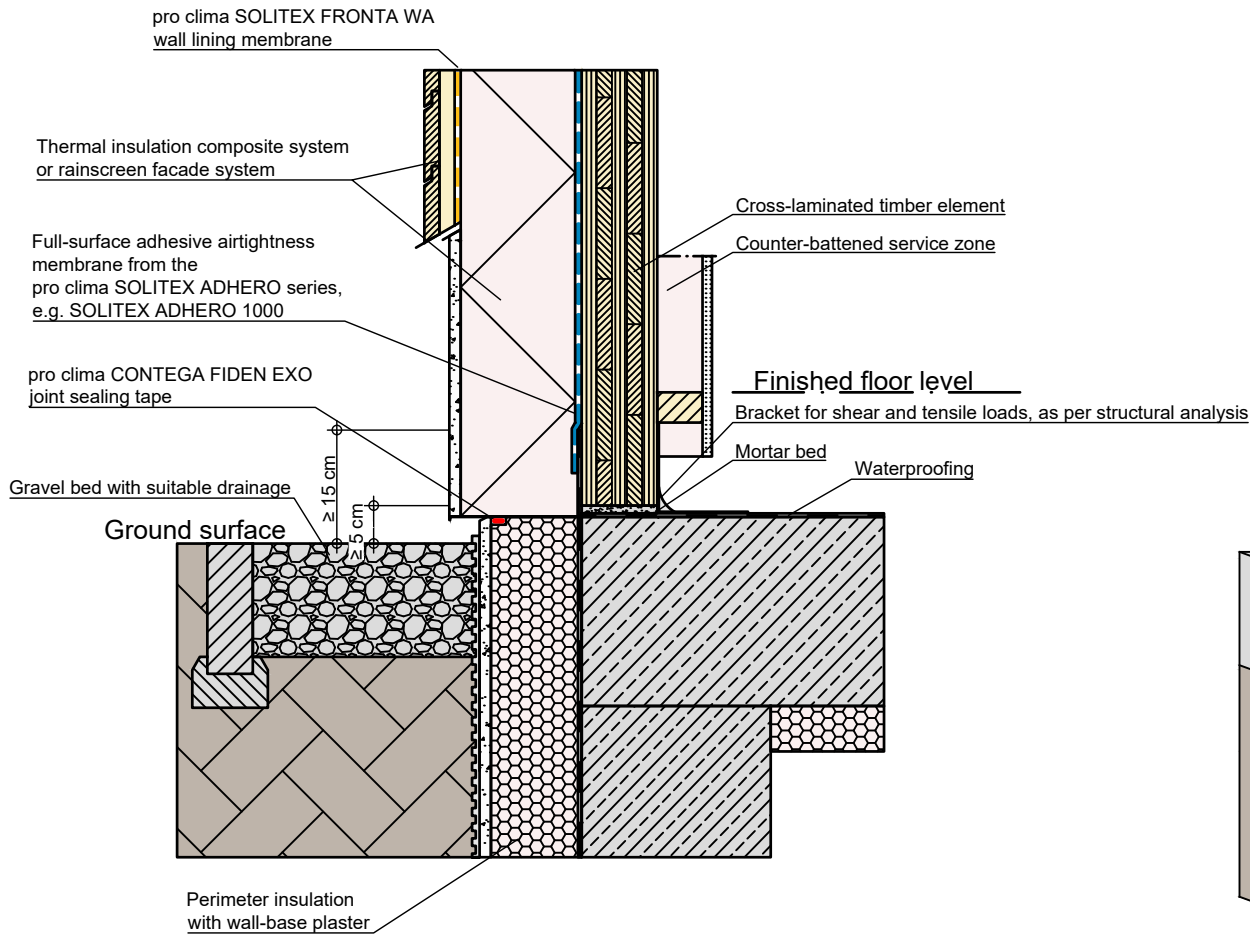 pro clima SOLITEX FRONTA WA
wall lining membrane
Thermal insulation composite system
or rainscreen facade system
Cross-laminated timber element
Counter-battened service zone
Full-surface adhesive airtightness
membrane from the
pro clima SOLITEX ADHERO series,
e.g. SOLITEX ADHERO 1000
pro clima CONTEGA FIDEN EXO
joint sealing tape
Finished floor level
Bracket for shear and tensile loads, as per structural analysis
Mortar bed
Waterproofing
Gravel bed with suitable drainage
≥ 15 cm
≥ 5 cm
Ground surface
Perimeter insulation
with wall-base plaster